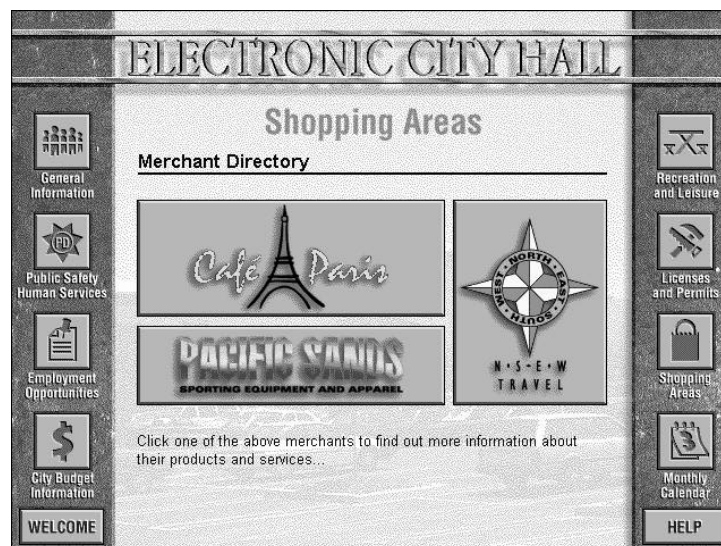 ELECTRONIC CITY HALL
Shopping Areas
Merchant Directory
General
Information
PD
Public Safety
Human Services
Employment
Opportunities
$
City Budget
Information
WELCOME
Café Paris
PACIFIC SANDS
SPORTING EQUIPMENT AND APPAREL
NORTH · EAST · SOUTH · WEST
N·S·E·W
TRAVEL
Click one of the above merchants to find out more information about
their products and services...
Recreation
and Leisure
Licenses
and Permits
Shopping
Areas
$
Monthly
Calendar
HELP